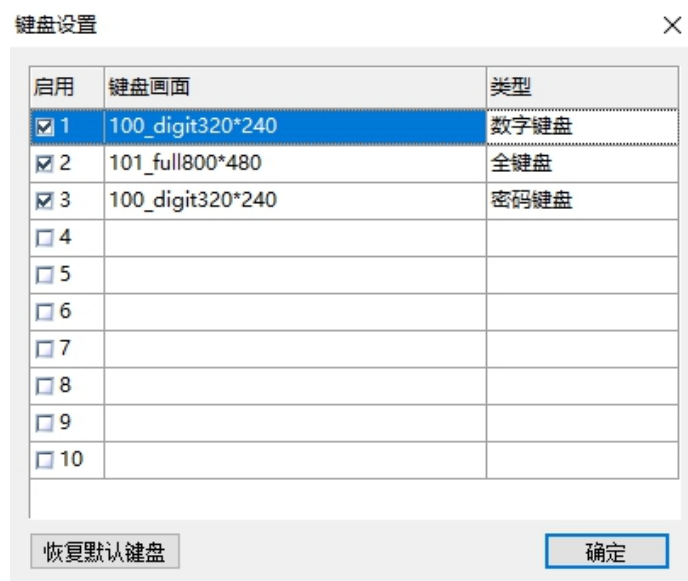 键盘设置
启用 键盘画面 类型
1 100_digit320*240 数字键盘
2 101_full800*480 全键盘
3 100_digit320*240 密码键盘
4
5
6
7
8
9
10
恢复默认键盘 确定